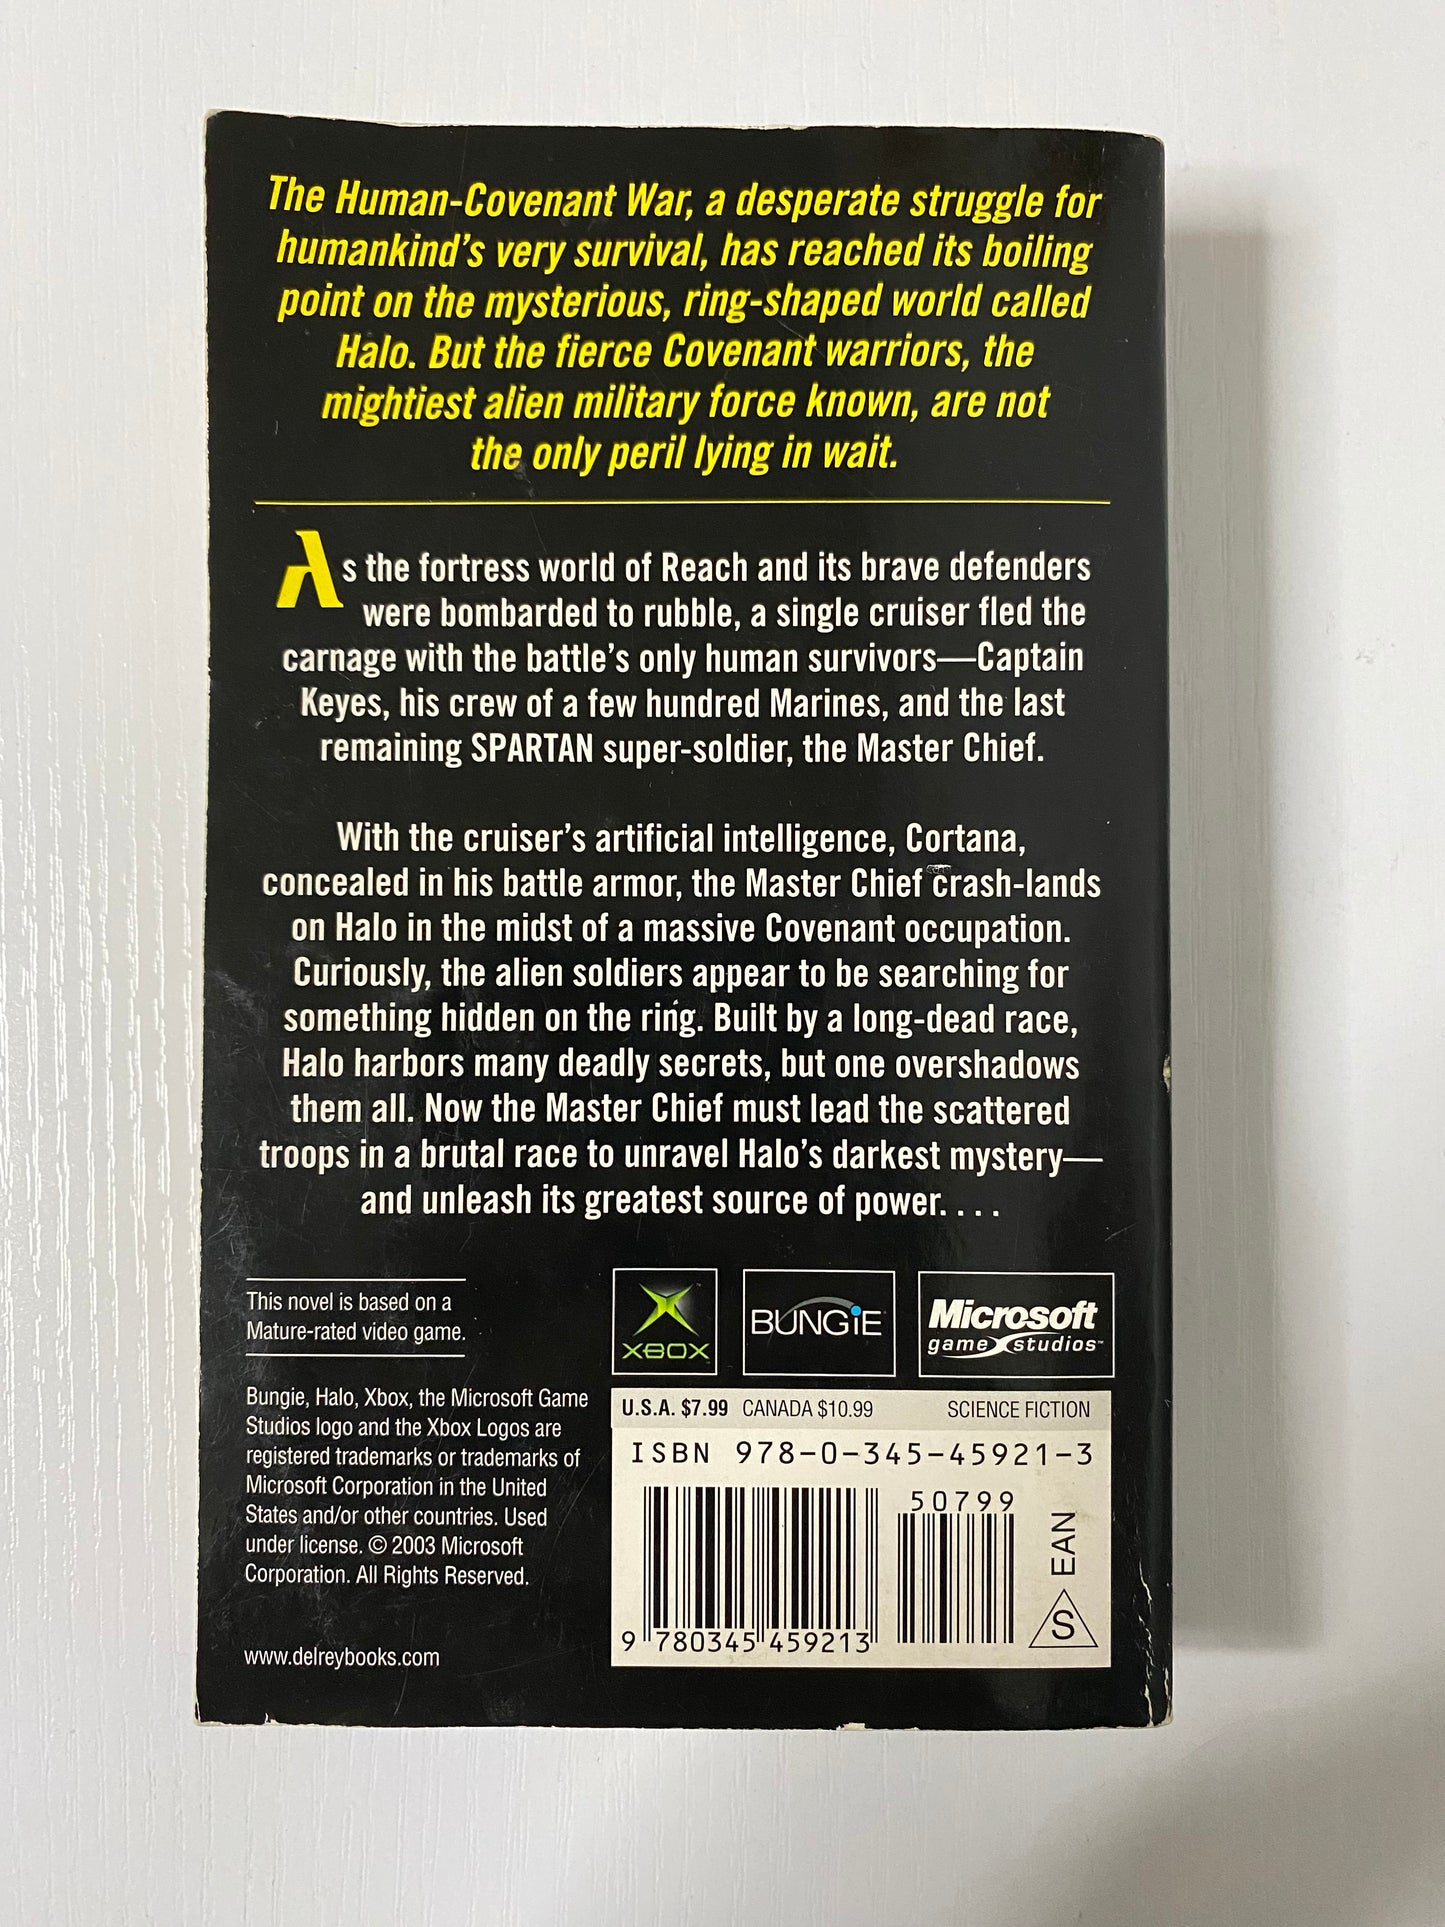 The Human-Covenant War, a desperate struggle for
humankind's very survival, has reached its boiling
point on the mysterious, ring-shaped world called
Halo. But the fierce Covenant warriors, the
mightiest alien military force known, are not
the only peril lying in wait.
As the fortress world of Reach and its brave defenders
were bombarded to rubble, a single cruiser fled the
carnage with the battle's only human survivors—Captain
Keyes, his crew of a few hundred Marines, and the last
remaining SPARTAN super-soldier, the Master Chief.
With the cruiser's artificial intelligence, Cortana,
concealed in his battle armor, the Master Chief crash-lands
on Halo in the midst of a massive Covenant occupation.
Curiously, the alien soldiers appear to be searching for
something hidden on the ring. Built by a long-dead race,
Halo harbors many deadly secrets, but one overshadows
them all. Now the Master Chief must lead the scattered
troops in a brutal race to unravel Halo's darkest mystery—
and unleash its greatest source of power. . . .
This novel is based on a
Mature-rated video game.
XBOX™
BUNGiE
Microsoft
game studios™
Bungie, Halo, Xbox, the Microsoft Game
Studios logo and the Xbox Logos are
registered trademarks or trademarks of
Microsoft Corporation in the United
States and/or other countries. Used
under license. © 2003 Microsoft
Corporation. All Rights Reserved.
www.delreybooks.com
U.S.A. $7.99 CANADA $10.99 SCIENCE FICTION
ISBN 978-0-345-45921-3
50799
9 780345 459213
EAN
S